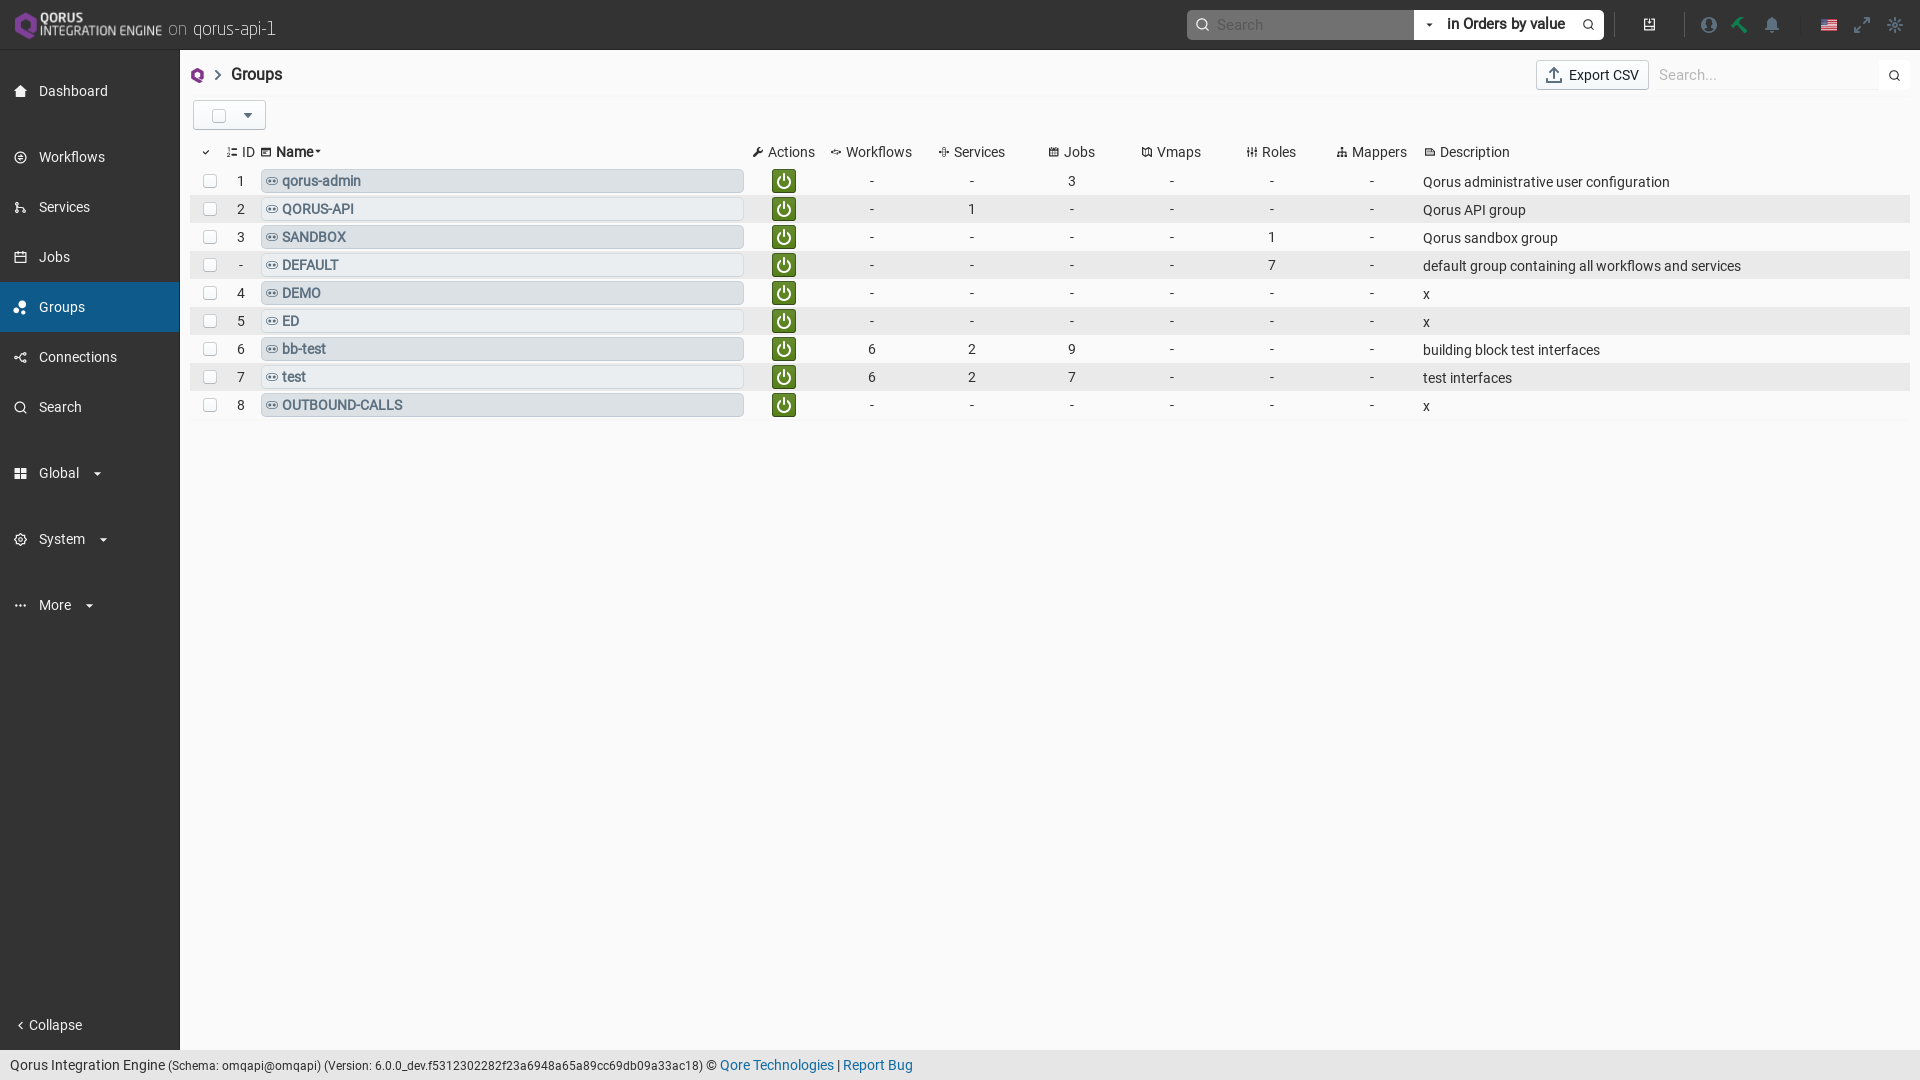 QORUS INTEGRATION ENGINE on qorus-api-1
Search
in Orders by value
Dashboard
Workflows
Services
Jobs
Groups
Connections
Search
Global
System
More
Collapse
Groups
Export CSV
Search...
ID Name Actions Workflows Services Jobs Vmaps Roles Mappers Description
1 qorus-admin - - 3 - - - Qorus administrative user configuration
2 QORUS-API - 1 - - - - Qorus API group
3 SANDBOX - - - - 1 - Qorus sandbox group
- DEFAULT - - - - 7 - default group containing all workflows and services
4 DEMO - - - - - - x
5 ED - - - - - - x
6 bb-test 6 2 9 - - - building block test interfaces
7 test 6 2 7 - - - test interfaces
8 OUTBOUND-CALLS - - - - - - x
Qorus Integration Engine (Schema: omqapi@omqapi) (Version: 6.0.0_dev.f5312302282f23a6948a65a89cc69db09a33ac18) © Qore Technologies | Report Bug